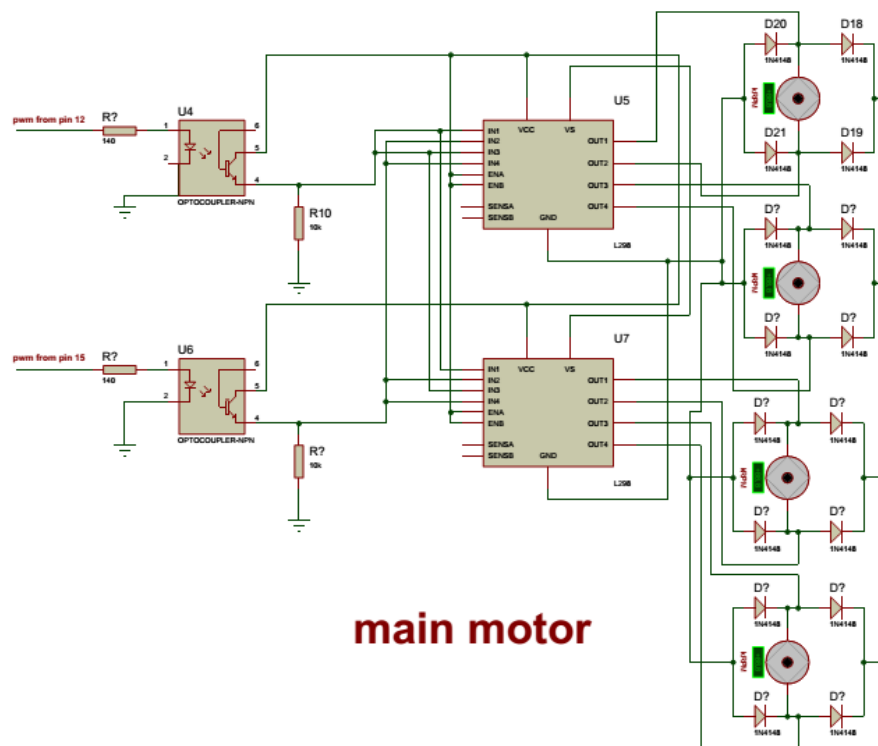 D20
D18
1N4148
1N4148
U4
pwm from pin 12
R?
140
1
2
6
5
4
OPTOCOUPLER-NPN
R10
10k
U5
IN1
IN2
IN3
IN4
ENA
ENB
SENSA
SENSB
VCC
VS
OUT1
OUT2
OUT3
OUT4
GND
L298
D21
D19
1N4148
1N4148
D?
D?
1N4148
1N4148
D?
D?
1N4148
1N4148
U6
pwm from pin 15
R?
140
1
2
6
5
4
OPTOCOUPLER-NPN
R?
10k
U7
IN1
IN2
IN3
IN4
ENA
ENB
SENSA
SENSB
VCC
VS
OUT1
OUT2
OUT3
OUT4
GND
L298
D?
D?
1N4148
1N4148
D?
D?
1N4148
1N4148
main motor
D?
D?
1N4148
1N4148
D?
D?
1N4148
1N4148